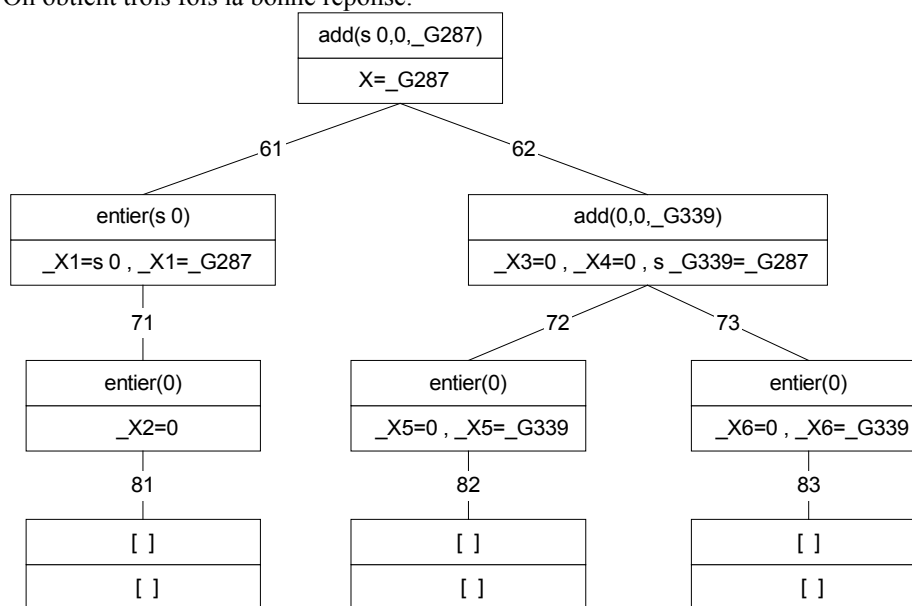 On obtient trois fois la bonne réponse.
add(s 0,0,_G287)
X=_G287
61
62
entier(s 0)
add(0,0,_G339)
_X1=s 0 , _X1=_G287
_X3=0 , _X4=0 , s _G339=_G287
71
72
73
entier(0)
entier(0)
entier(0)
_X2=0
_X5=0 , _X5=_G339
_X6=0 , _X6=_G339
81
82
83
[ ]
[ ]
[ ]
[ ]
[ ]
[ ]